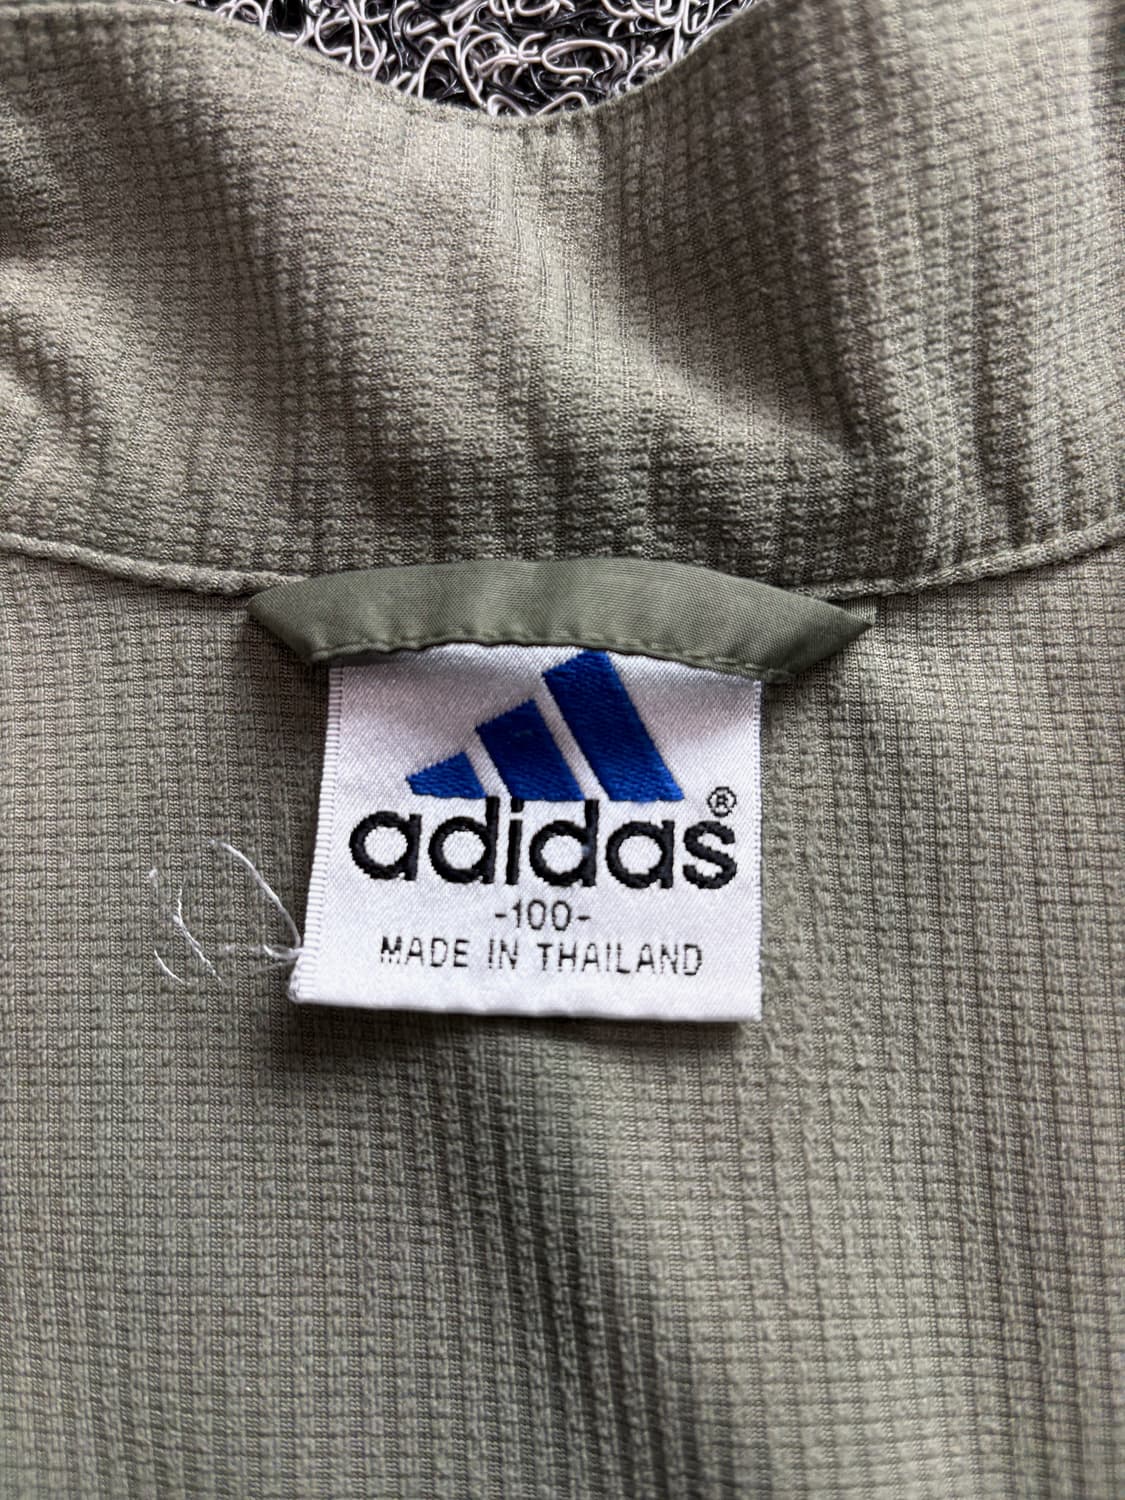 adidas®
-100-
MADE IN THAILAND